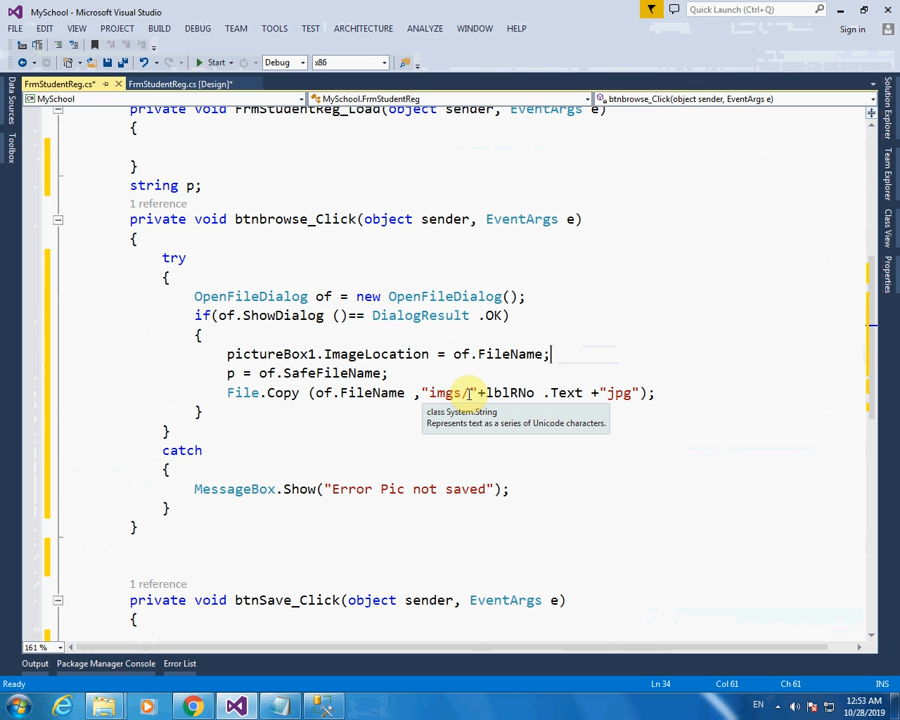 MySchool - Microsoft Visual Studio
Quick Launch (Ctrl+Q)
FILE EDIT VIEW PROJECT BUILD DEBUG TEAM TOOLS TEST ARCHITECTURE ANALYZE WINDOW HELP
Sign in
Start Debug x86
FrmStudentReg.cs* FrmStudentReg.cs [Design]*
MySchool MySchool.FrmStudentReg btnbrowse_Click(object sender, EventArgs e)
Data Sources
Toolbox
private void FrmStudentReg_Load(object sender, EventArgs e)
{
}
string p;
1 reference
private void btnbrowse_Click(object sender, EventArgs e)
{
try
{
OpenFileDialog of = new OpenFileDialog();
if(of.ShowDialog ()== DialogResult .OK)
{
pictureBox1.ImageLocation = of.FileName;
p = of.SafeFileName;
File.Copy (of.FileName ,"imgs/"+lblRNo .Text +"jpg");
class System.String
Represents text as a series of Unicode characters.
}
}
catch
{
MessageBox.Show("Error Pic not saved");
}
}
1 reference
private void btnSave_Click(object sender, EventArgs e)
{
Solution Explorer
Team Explorer
Class View
Properties
161 %
Output Package Manager Console Error List
Ready Ln 34 Col 61 Ch 61 INS
EN 12:53 AM
10/28/2019